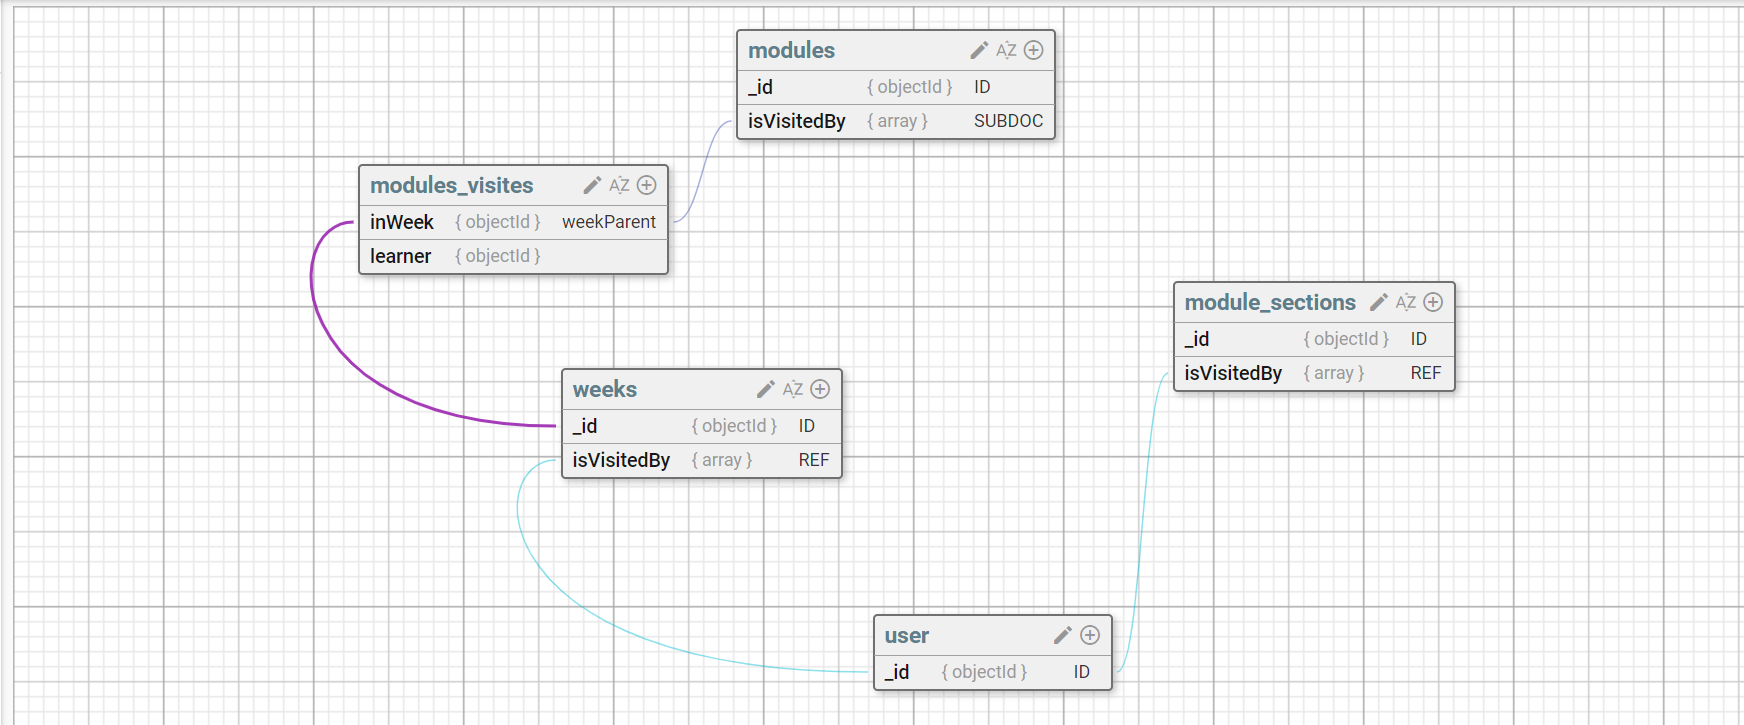 modules AZ
_id { objectId } ID
isVisitedBy { array } SUBDOC
modules_visites AZ
inWeek { objectId } weekParent
learner { objectId }
module_sections AZ
_id { objectId } ID
isVisitedBy { array } REF
weeks AZ
_id { objectId } ID
isVisitedBy { array } REF
user
_id { objectId } ID